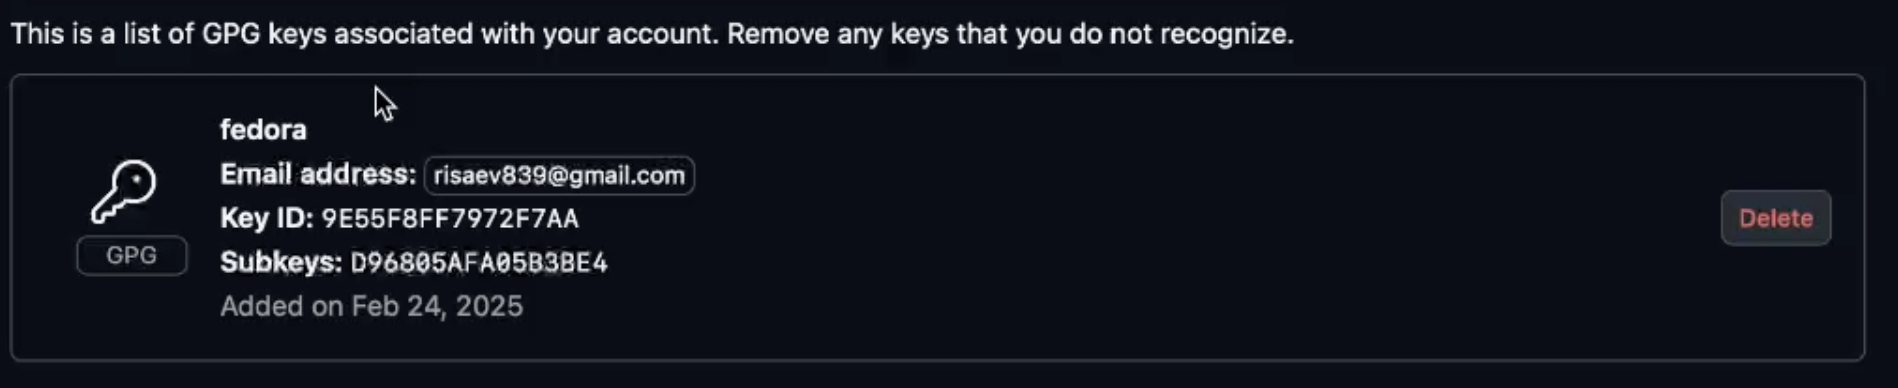 This is a list of GPG keys associated with your account. Remove any keys that you do not recognize.
fedora
Email address: risaev839@gmail.com
Key ID: 9E55F8FF7972F7AA
GPG
Subkeys: D96805AFA05B3BE4
Added on Feb 24, 2025
Delete